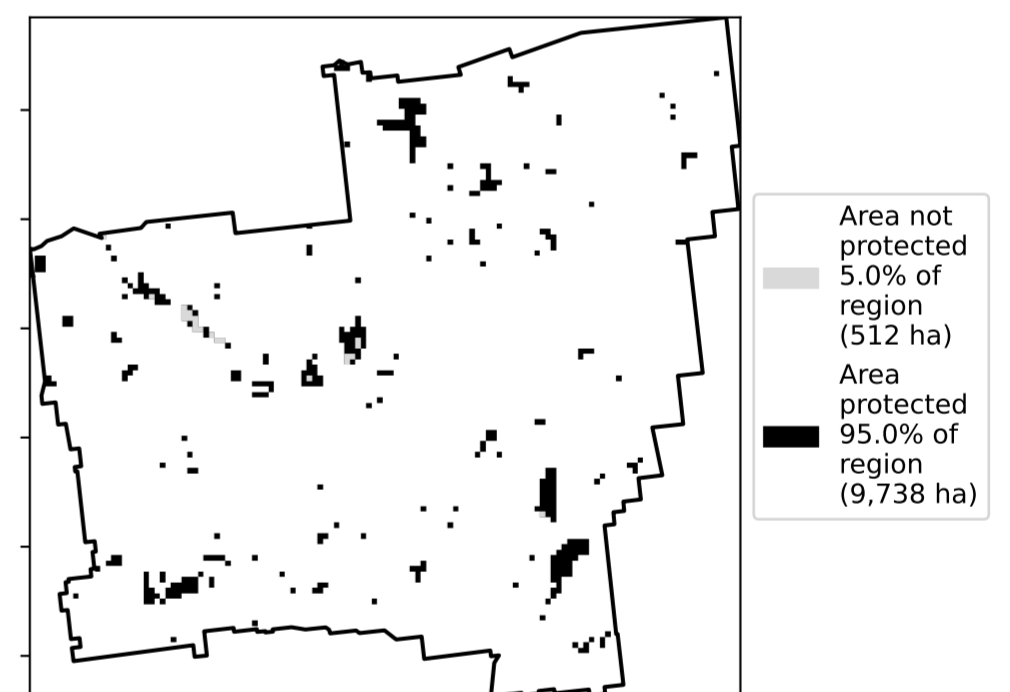 Area not
protected
5.0% of
region
(512 ha)
Area
protected
95.0% of
region
(9,738 ha)